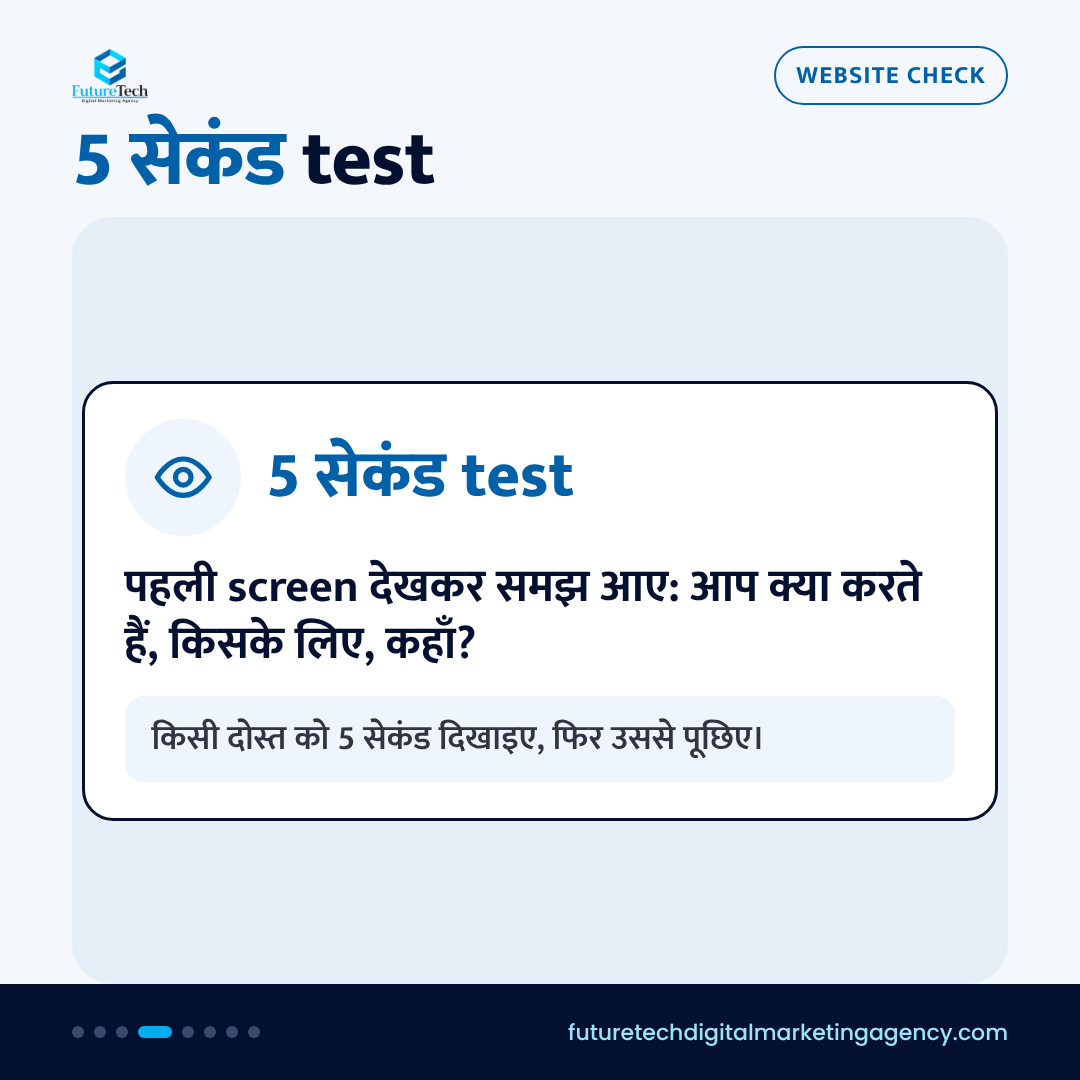 FutureTech
Digital Marketing Agency
WEBSITE CHECK
5 सेकंड test
5 सेकंड test
पहली screen देखकर समझ आए: आप क्या करते
हैं, किसके लिए, कहाँ?
किसी दोस्त को 5 सेकंड दिखाइए, फिर उससे पूछिए।
futuretechdigitalmarketingagency.com